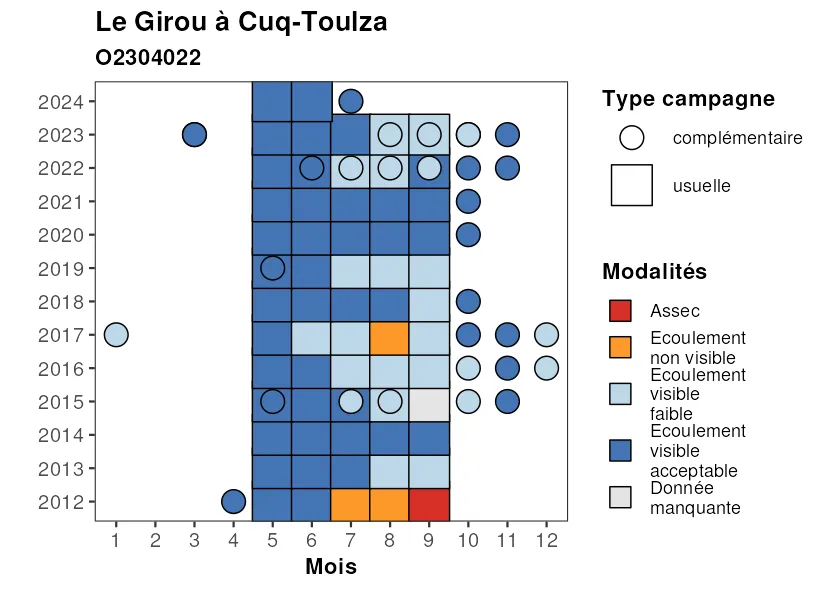 Le Girou à Cuq-Toulza
O2304022
2024
2023
2022
2021
2020
2019
2018
2017
2016
2015
2014
2013
2012
1 2 3 4 5 6 7 8 9 10 11 12
Mois
Type campagne
complémentaire
usuelle
Modalités
Assec
Ecoulement
non visible
Ecoulement
visible
faible
Ecoulement
visible
acceptable
Donnée
manquante